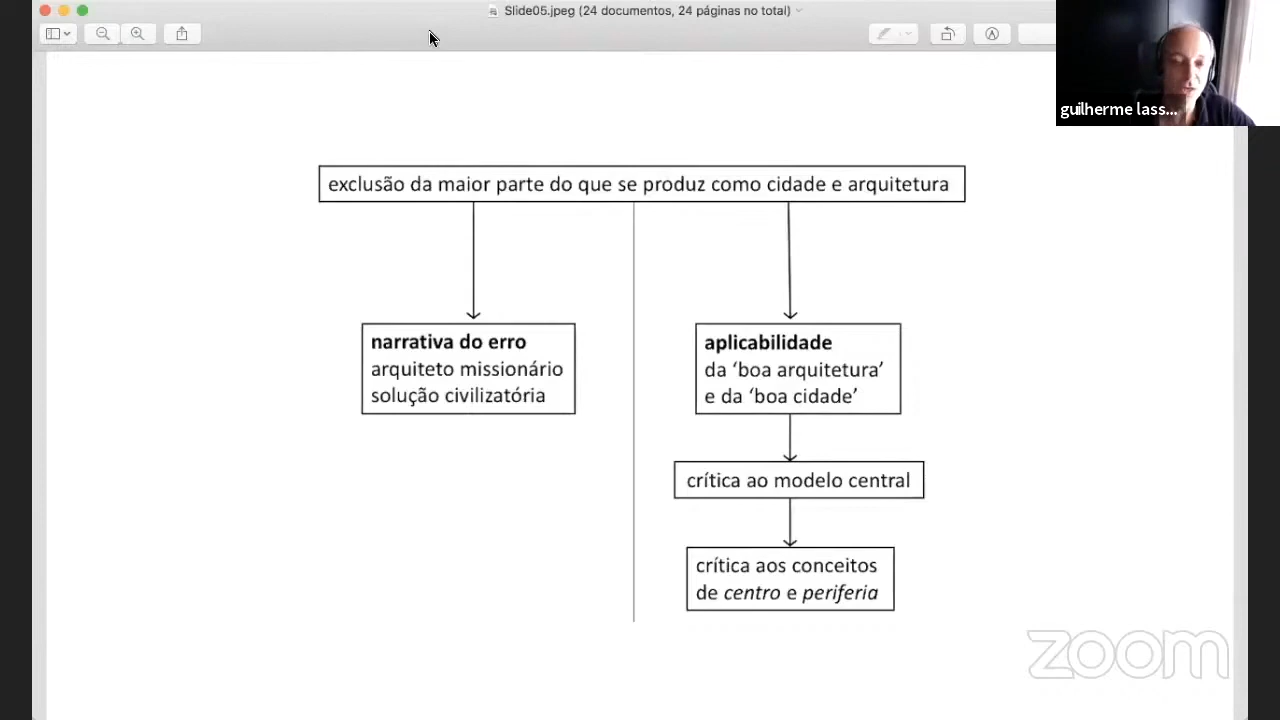 Slide05.jpeg (24 documentos, 24 páginas no total)
guilherme lass...
exclusão da maior parte do que se produz como cidade e arquitetura
narrativa do erro
arquiteto missionário
solução civilizatória
aplicabilidade
da ‘boa arquitetura’
e da ‘boa cidade’
crítica ao modelo central
crítica aos conceitos
de centro e periferia
zoom